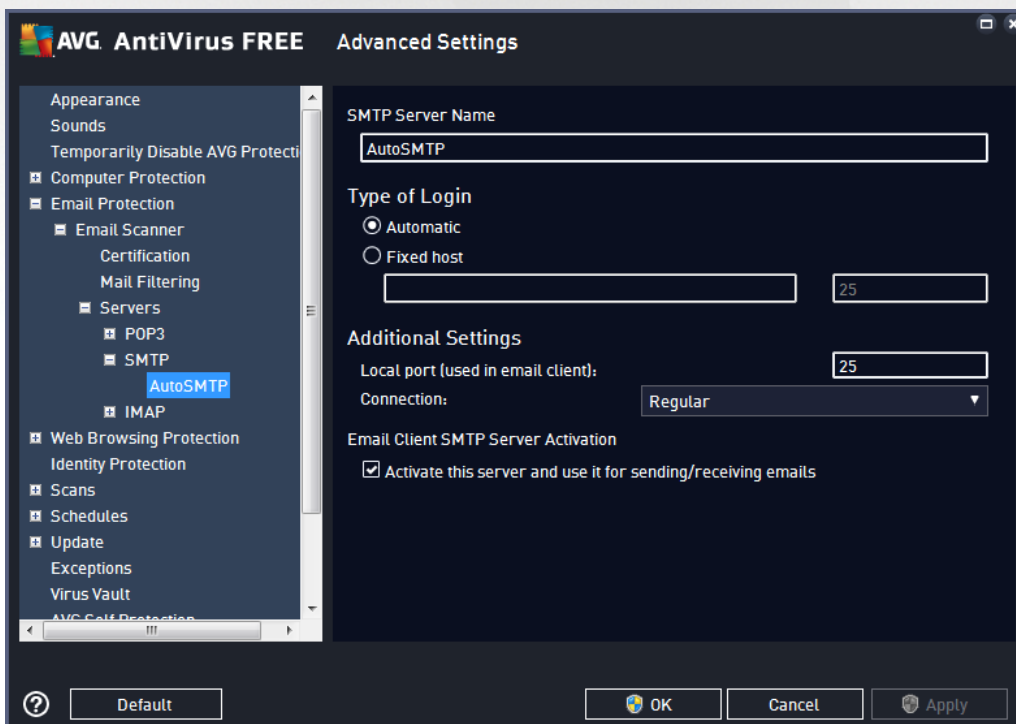 AVG AntiVirus FREE Advanced Settings
Appearance
Sounds
Temporarily Disable AVG Protecti
Computer Protection
Email Protection
Email Scanner
Certification
Mail Filtering
Servers
POP3
SMTP
AutoSMTP
IMAP
Web Browsing Protection
Identity Protection
Scans
Schedules
Update
Exceptions
Virus Vault
AVG Self Protection
SMTP Server Name
AutoSMTP
Type of Login
Automatic
Fixed host
25
Additional Settings
Local port (used in email client): 25
Connection: Regular
Email Client SMTP Server Activation
Activate this server and use it for sending/receiving emails
? Default OK Cancel Apply